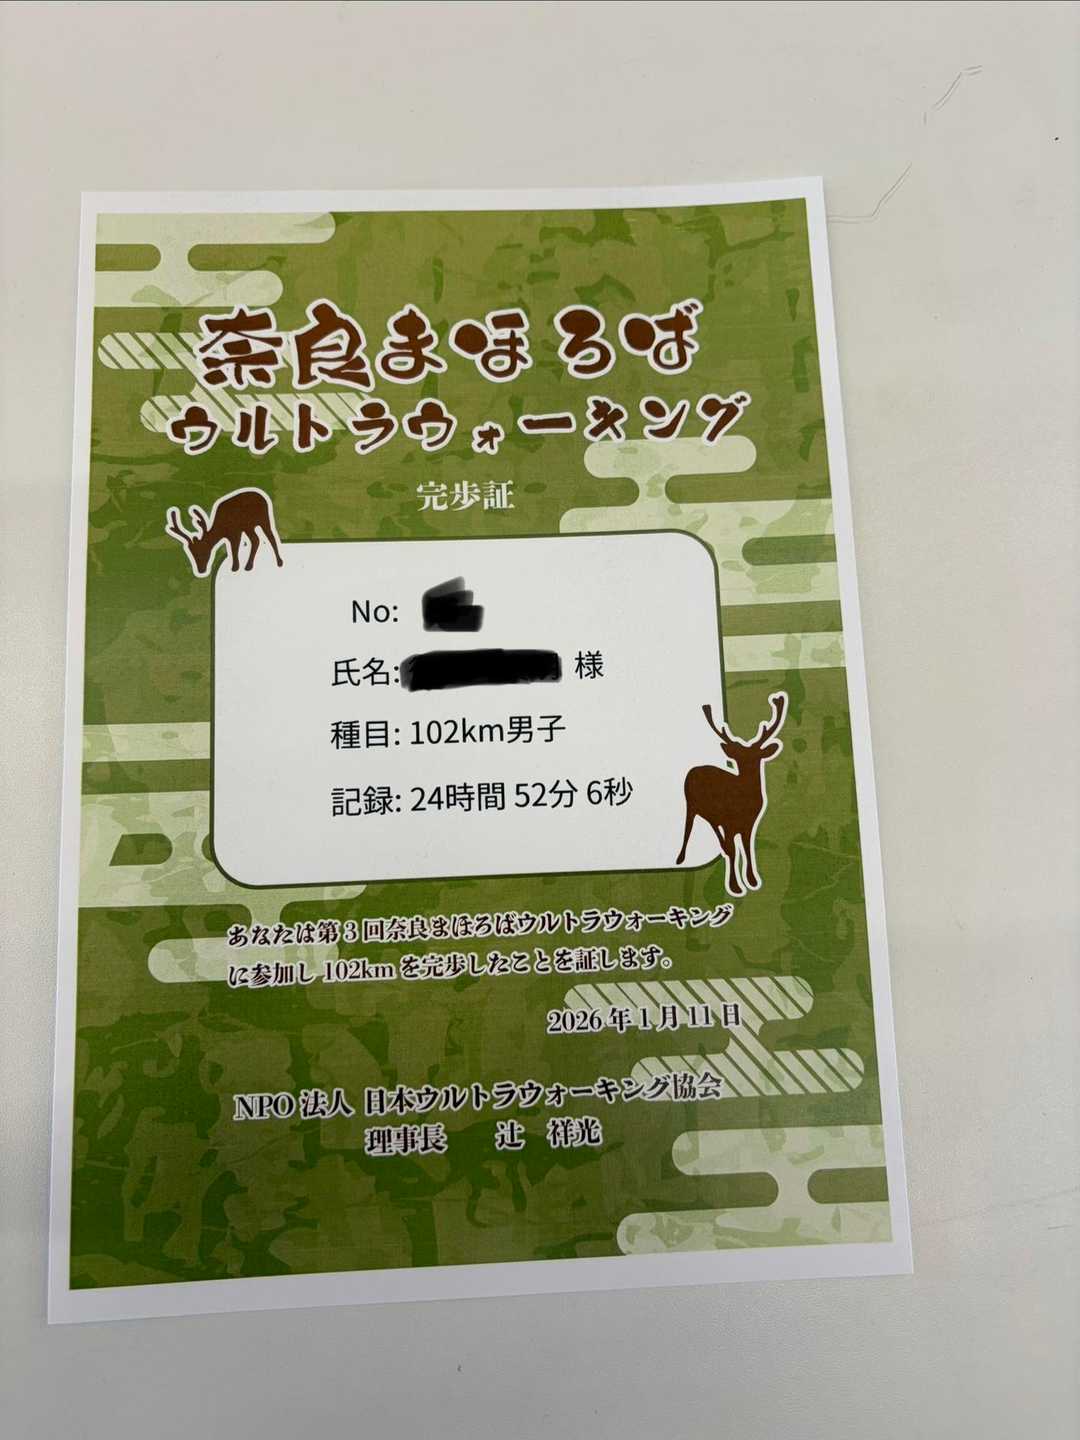 奈良まほろば
ウルトラウォーキング
完歩証
No:
氏名: 様
種目: 102km男子
記録: 24時間 52分 6秒
あなたは第3回奈良まほろばウルトラウォーキング
に参加し102kmを完歩したことを証します。
2026年1月11日
NPO法人 日本ウルトラウォーキング協会
理事長 辻 祥光